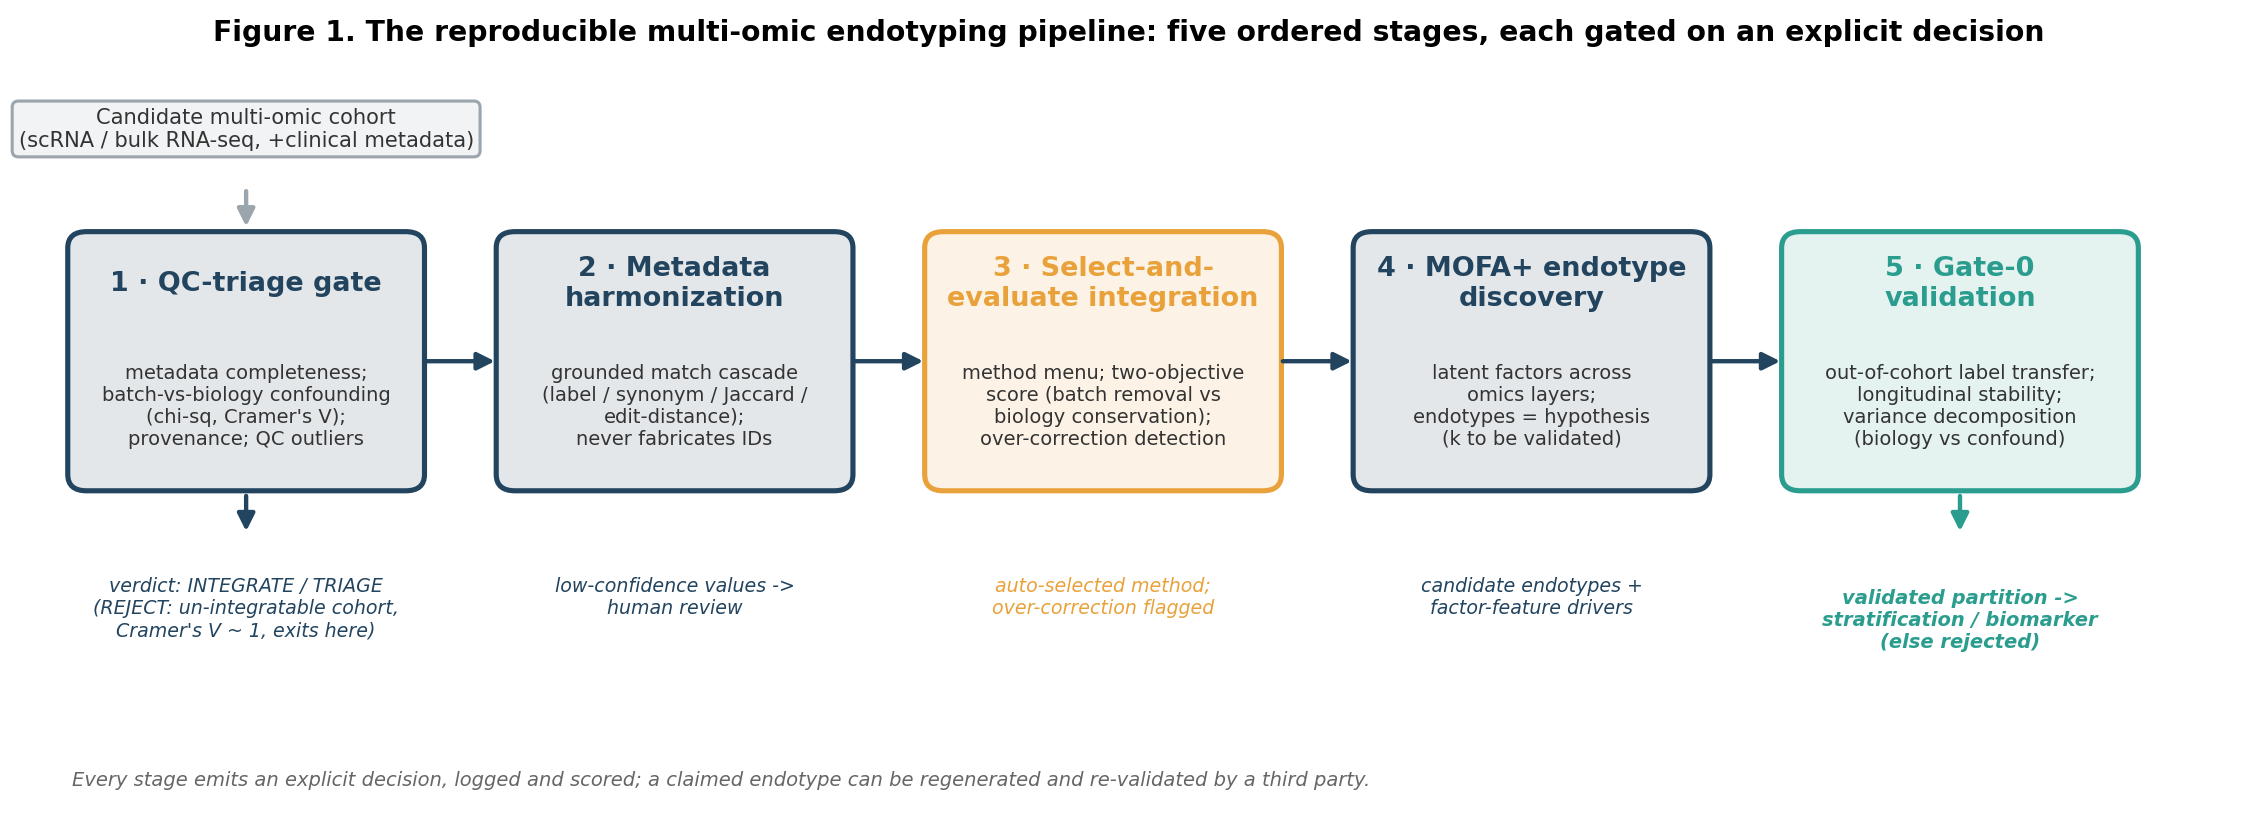 Figure 1. The reproducible multi-omic endotyping pipeline: five ordered stages, each gated on an explicit decision
Candidate multi-omic cohort
(scRNA / bulk RNA-seq, +clinical metadata)
1 · QC-triage gate
metadata completeness;
batch-vs-biology confounding
(chi-sq, Cramer's V);
provenance; QC outliers
verdict: INTEGRATE / TRIAGE
(REJECT: un-integratable cohort,
Cramer's V ~ 1, exits here)
2 · Metadata
harmonization
grounded match cascade
(label / synonym / Jaccard /
edit-distance);
never fabricates IDs
low-confidence values ->
human review
3 · Select-and-
evaluate integration
method menu; two-objective
score (batch removal vs
biology conservation);
over-correction detection
auto-selected method;
over-correction flagged
4 · MOFA+ endotype
discovery
latent factors across
omics layers;
endotypes = hypothesis
(k to be validated)
candidate endotypes +
factor-feature drivers
5 · Gate-0
validation
out-of-cohort label transfer;
longitudinal stability;
variance decomposition
(biology vs confound)
validated partition ->
stratification / biomarker
(else rejected)
Every stage emits an explicit decision, logged and scored; a claimed endotype can be regenerated and re-validated by a third party.